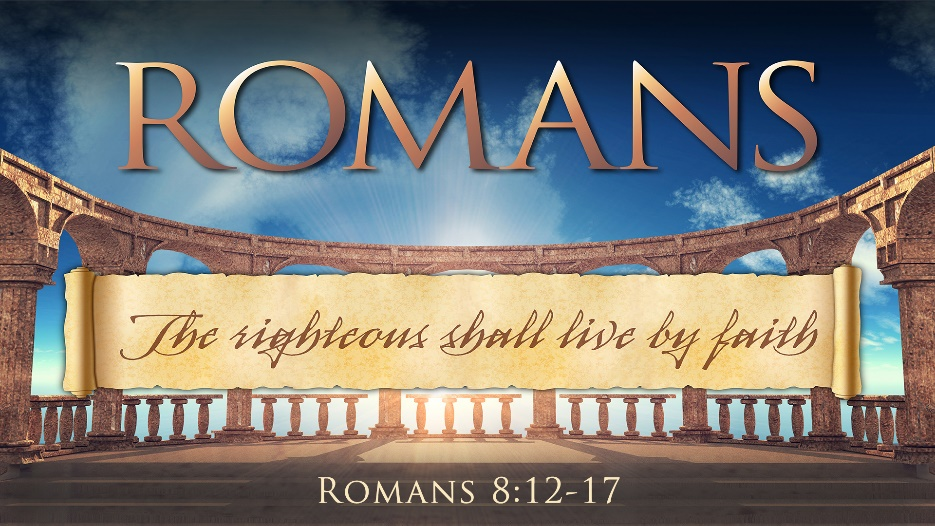 ROMANS
The righteous shall live by faith
ROMANS 8:12-17